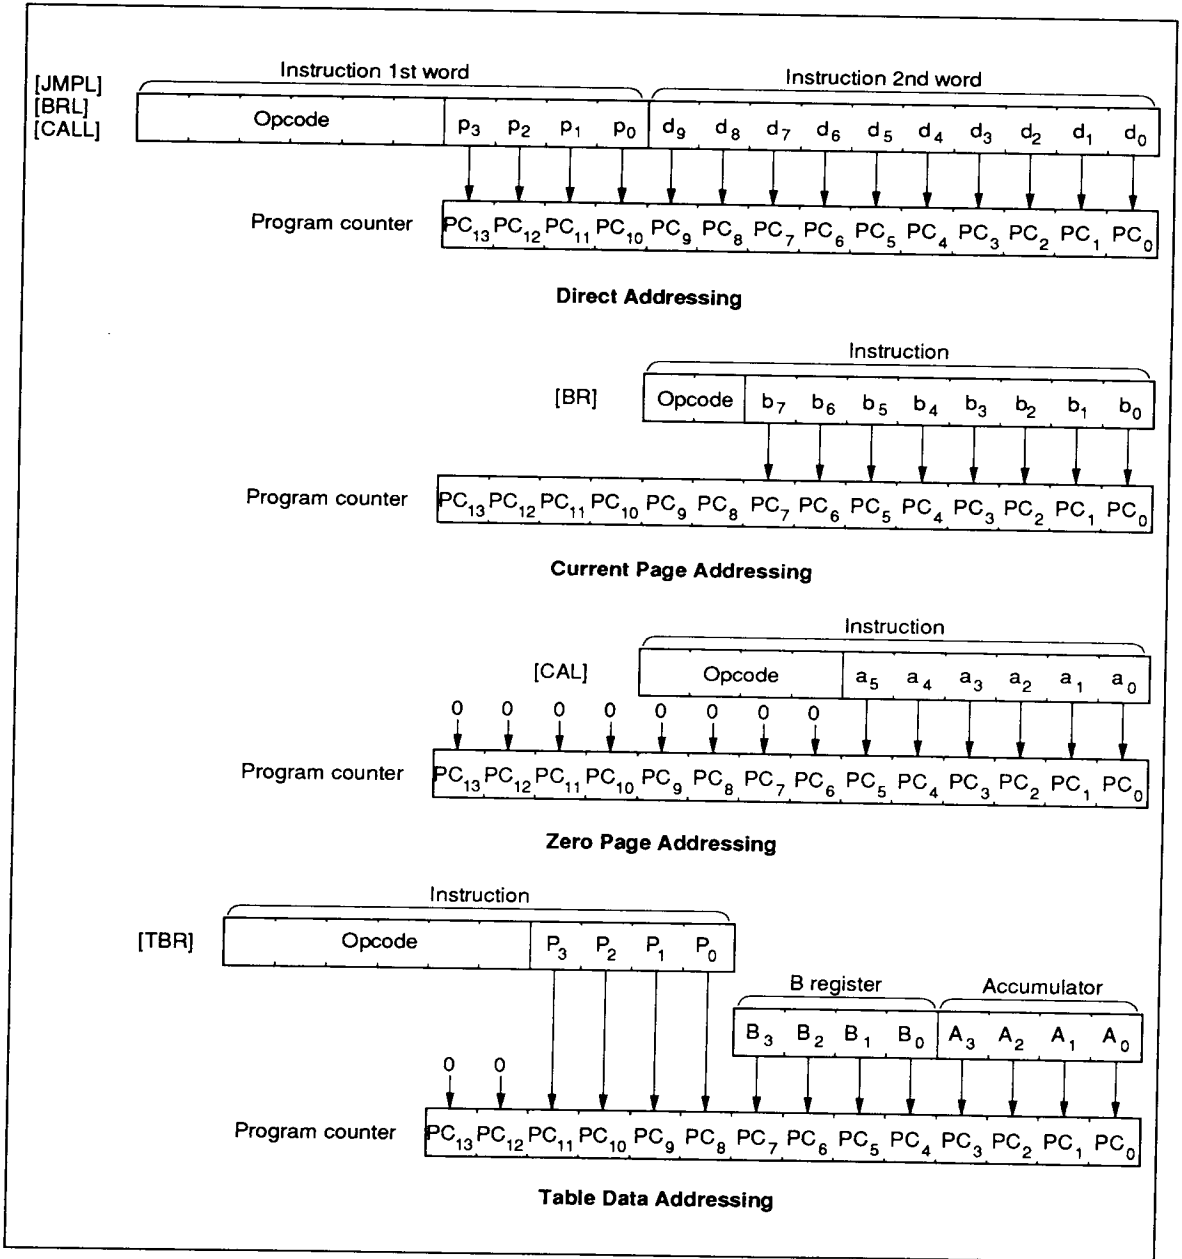 [JMPL]
[BRL]
[CALL]
Instruction 1st word
Instruction 2nd word
Opcode p3 p2 p1 p0 d9 d8 d7 d6 d5 d4 d3 d2 d1 d0
Program counter PC13 PC12 PC11 PC10 PC9 PC8 PC7 PC6 PC5 PC4 PC3 PC2 PC1 PC0
Direct Addressing
Instruction
[BR] Opcode b7 b6 b5 b4 b3 b2 b1 b0
Program counter PC13 PC12 PC11 PC10 PC9 PC8 PC7 PC6 PC5 PC4 PC3 PC2 PC1 PC0
Current Page Addressing
Instruction
[CAL] Opcode a5 a4 a3 a2 a1 a0
0 0 0 0 0 0 0 0
Program counter PC13 PC12 PC11 PC10 PC9 PC8 PC7 PC6 PC5 PC4 PC3 PC2 PC1 PC0
Zero Page Addressing
Instruction
[TBR] Opcode P3 P2 P1 P0
B register Accumulator
B3 B2 B1 B0 A3 A2 A1 A0
0 0
Program counter PC13 PC12 PC11 PC10 PC9 PC8 PC7 PC6 PC5 PC4 PC3 PC2 PC1 PC0
Table Data Addressing